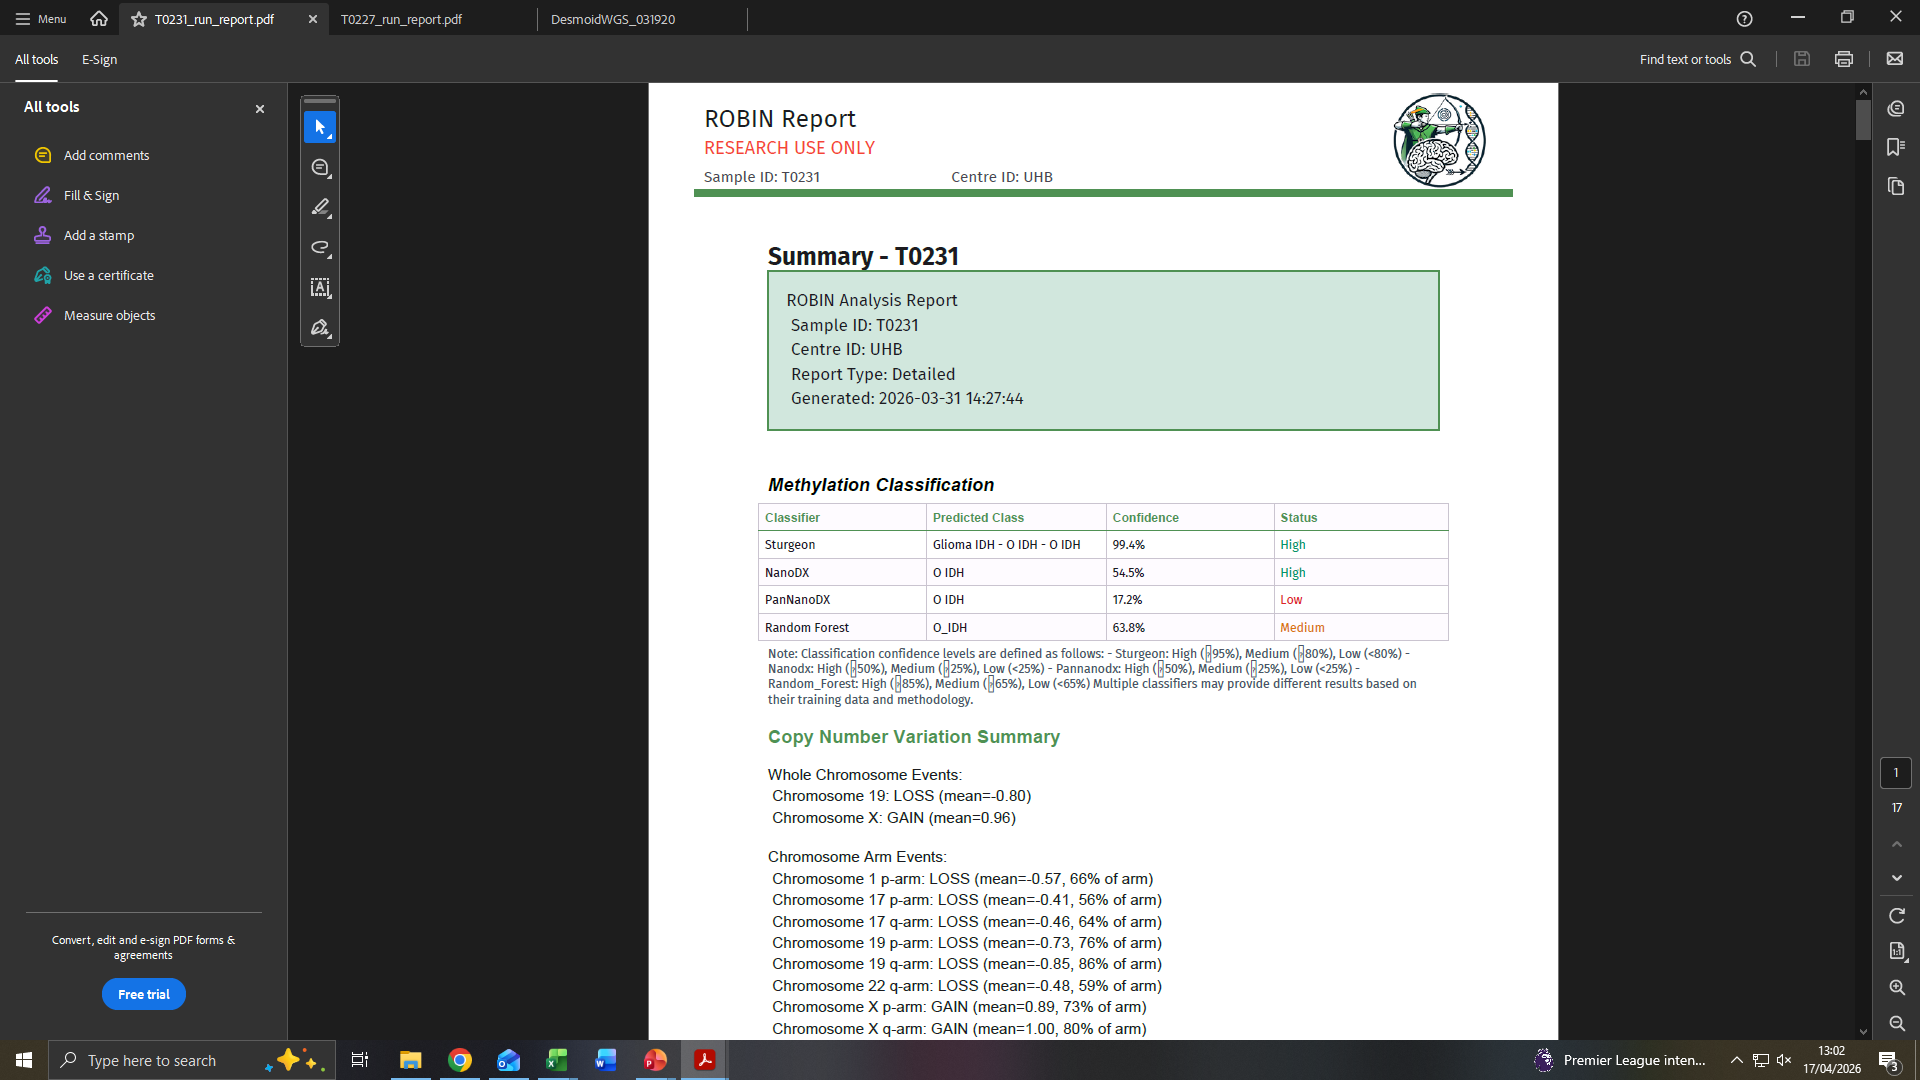 Menu
T0231_run_report.pdf
T0227_run_report.pdf
DesmoidWGS_031920
All tools
E-Sign
Find text or tools
All tools
Add comments
Fill & Sign
Add a stamp
Use a certificate
Measure objects
Convert, edit and e-sign PDF forms &
agreements
Free trial
ROBIN Report
RESEARCH USE ONLY
Sample ID: T0231 Centre ID: UHB
Summary - T0231
ROBIN Analysis Report
Sample ID: T0231
Centre ID: UHB
Report Type: Detailed
Generated: 2026-03-31 14:27:44
Methylation Classification
Classifier Predicted Class Confidence Status
Sturgeon Glioma IDH - O IDH - O IDH 99.4% High
NanoDX O IDH 54.5% High
PanNanoDX O IDH 17.2% Low
Random Forest O_IDH 63.8% Medium
Note: Classification confidence levels are defined as follows: - Sturgeon: High (95%), Medium (80%), Low (<80%) -
Nanodx: High (50%), Medium (25%), Low (<25%) - Pannanodx: High (50%), Medium (25%), Low (<25%) -
Random_Forest: High (85%), Medium (65%), Low (<65%) Multiple classifiers may provide different results based on
their training data and methodology.
Copy Number Variation Summary
Whole Chromosome Events:
Chromosome 19: LOSS (mean=-0.80)
Chromosome X: GAIN (mean=0.96)
Chromosome Arm Events:
Chromosome 1 p-arm: LOSS (mean=-0.57, 66% of arm)
Chromosome 17 p-arm: LOSS (mean=-0.41, 56% of arm)
Chromosome 17 q-arm: LOSS (mean=-0.46, 64% of arm)
Chromosome 19 p-arm: LOSS (mean=-0.73, 76% of arm)
Chromosome 19 q-arm: LOSS (mean=-0.85, 86% of arm)
Chromosome 22 q-arm: LOSS (mean=-0.48, 59% of arm)
Chromosome X p-arm: GAIN (mean=0.89, 73% of arm)
Chromosome X q-arm: GAIN (mean=1.00, 80% of arm)
1
17
Type here to search
Premier League inten...
13:02
17/04/2026
3